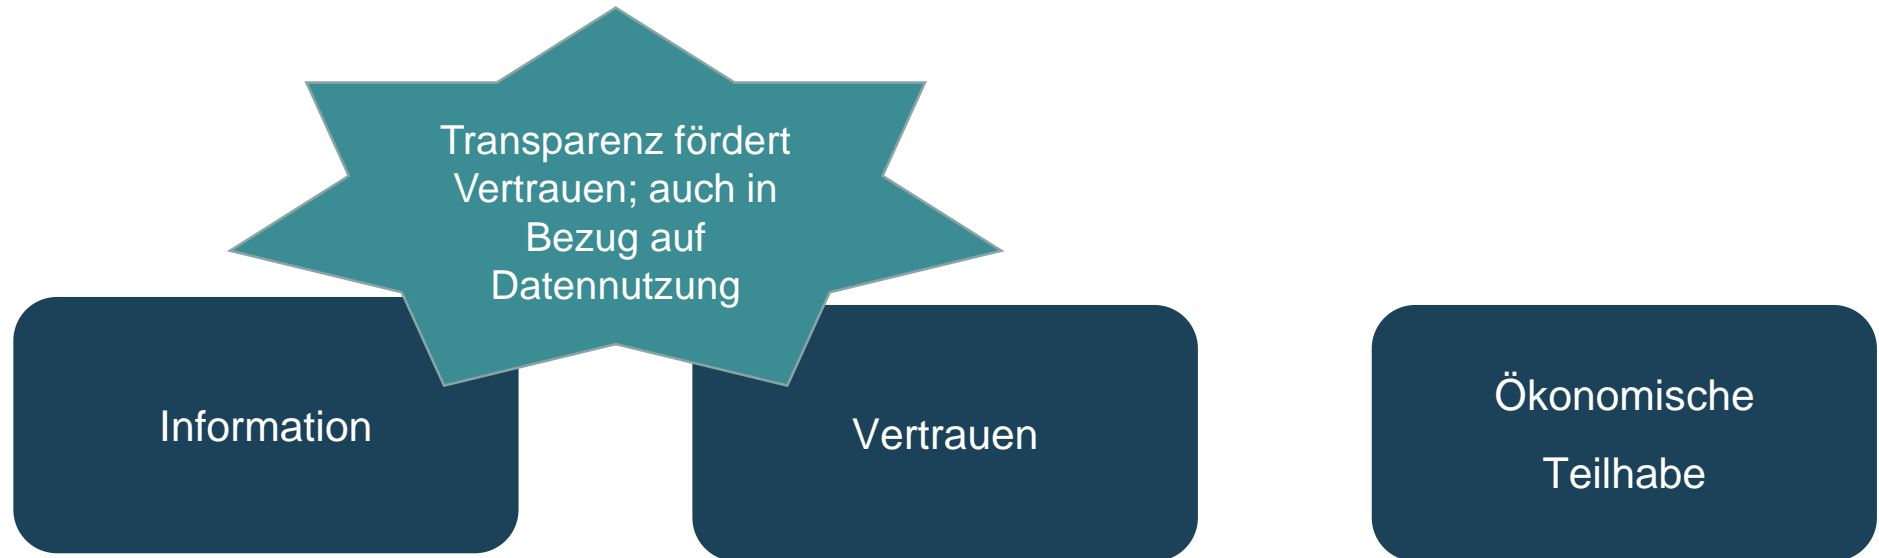 Transparenz fördert
Vertrauen; auch in
Bezug auf
Datennutzung
Information
Vertrauen
Ökonomische
Teilhabe